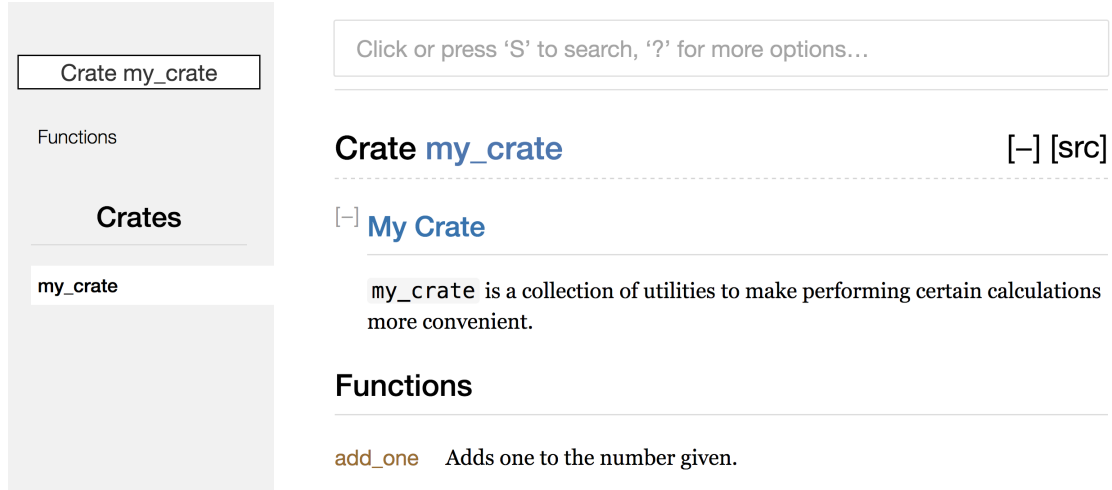 Crate my_crate
Functions
Crates
my_crate
Click or press ‘S’ to search, ‘?’ for more options…
Crate my_crate [−] [src]
[−] My Crate
my_crate is a collection of utilities to make performing certain calculations
more convenient.
Functions
add_one Adds one to the number given.